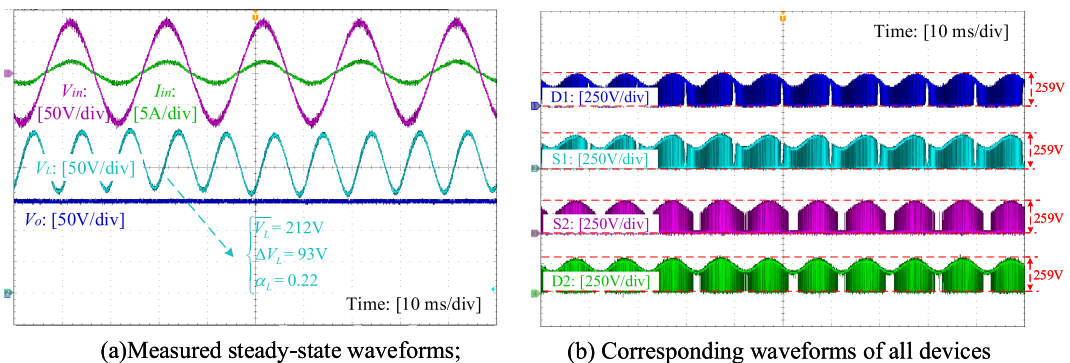 Vin:
[50V/div]
Iin:
[5A/div]
VL: [50V/div]
Vo: [50V/div]
VL = 212V
ΔVL = 93V
αL = 0.22
Time: [10 ms/div]
(a)Measured steady-state waveforms;
Time: [10 ms/div]
D1: [250V/div]
259V
S1: [250V/div]
259V
S2: [250V/div]
259V
D2: [250V/div]
259V
(b) Corresponding waveforms of all devices